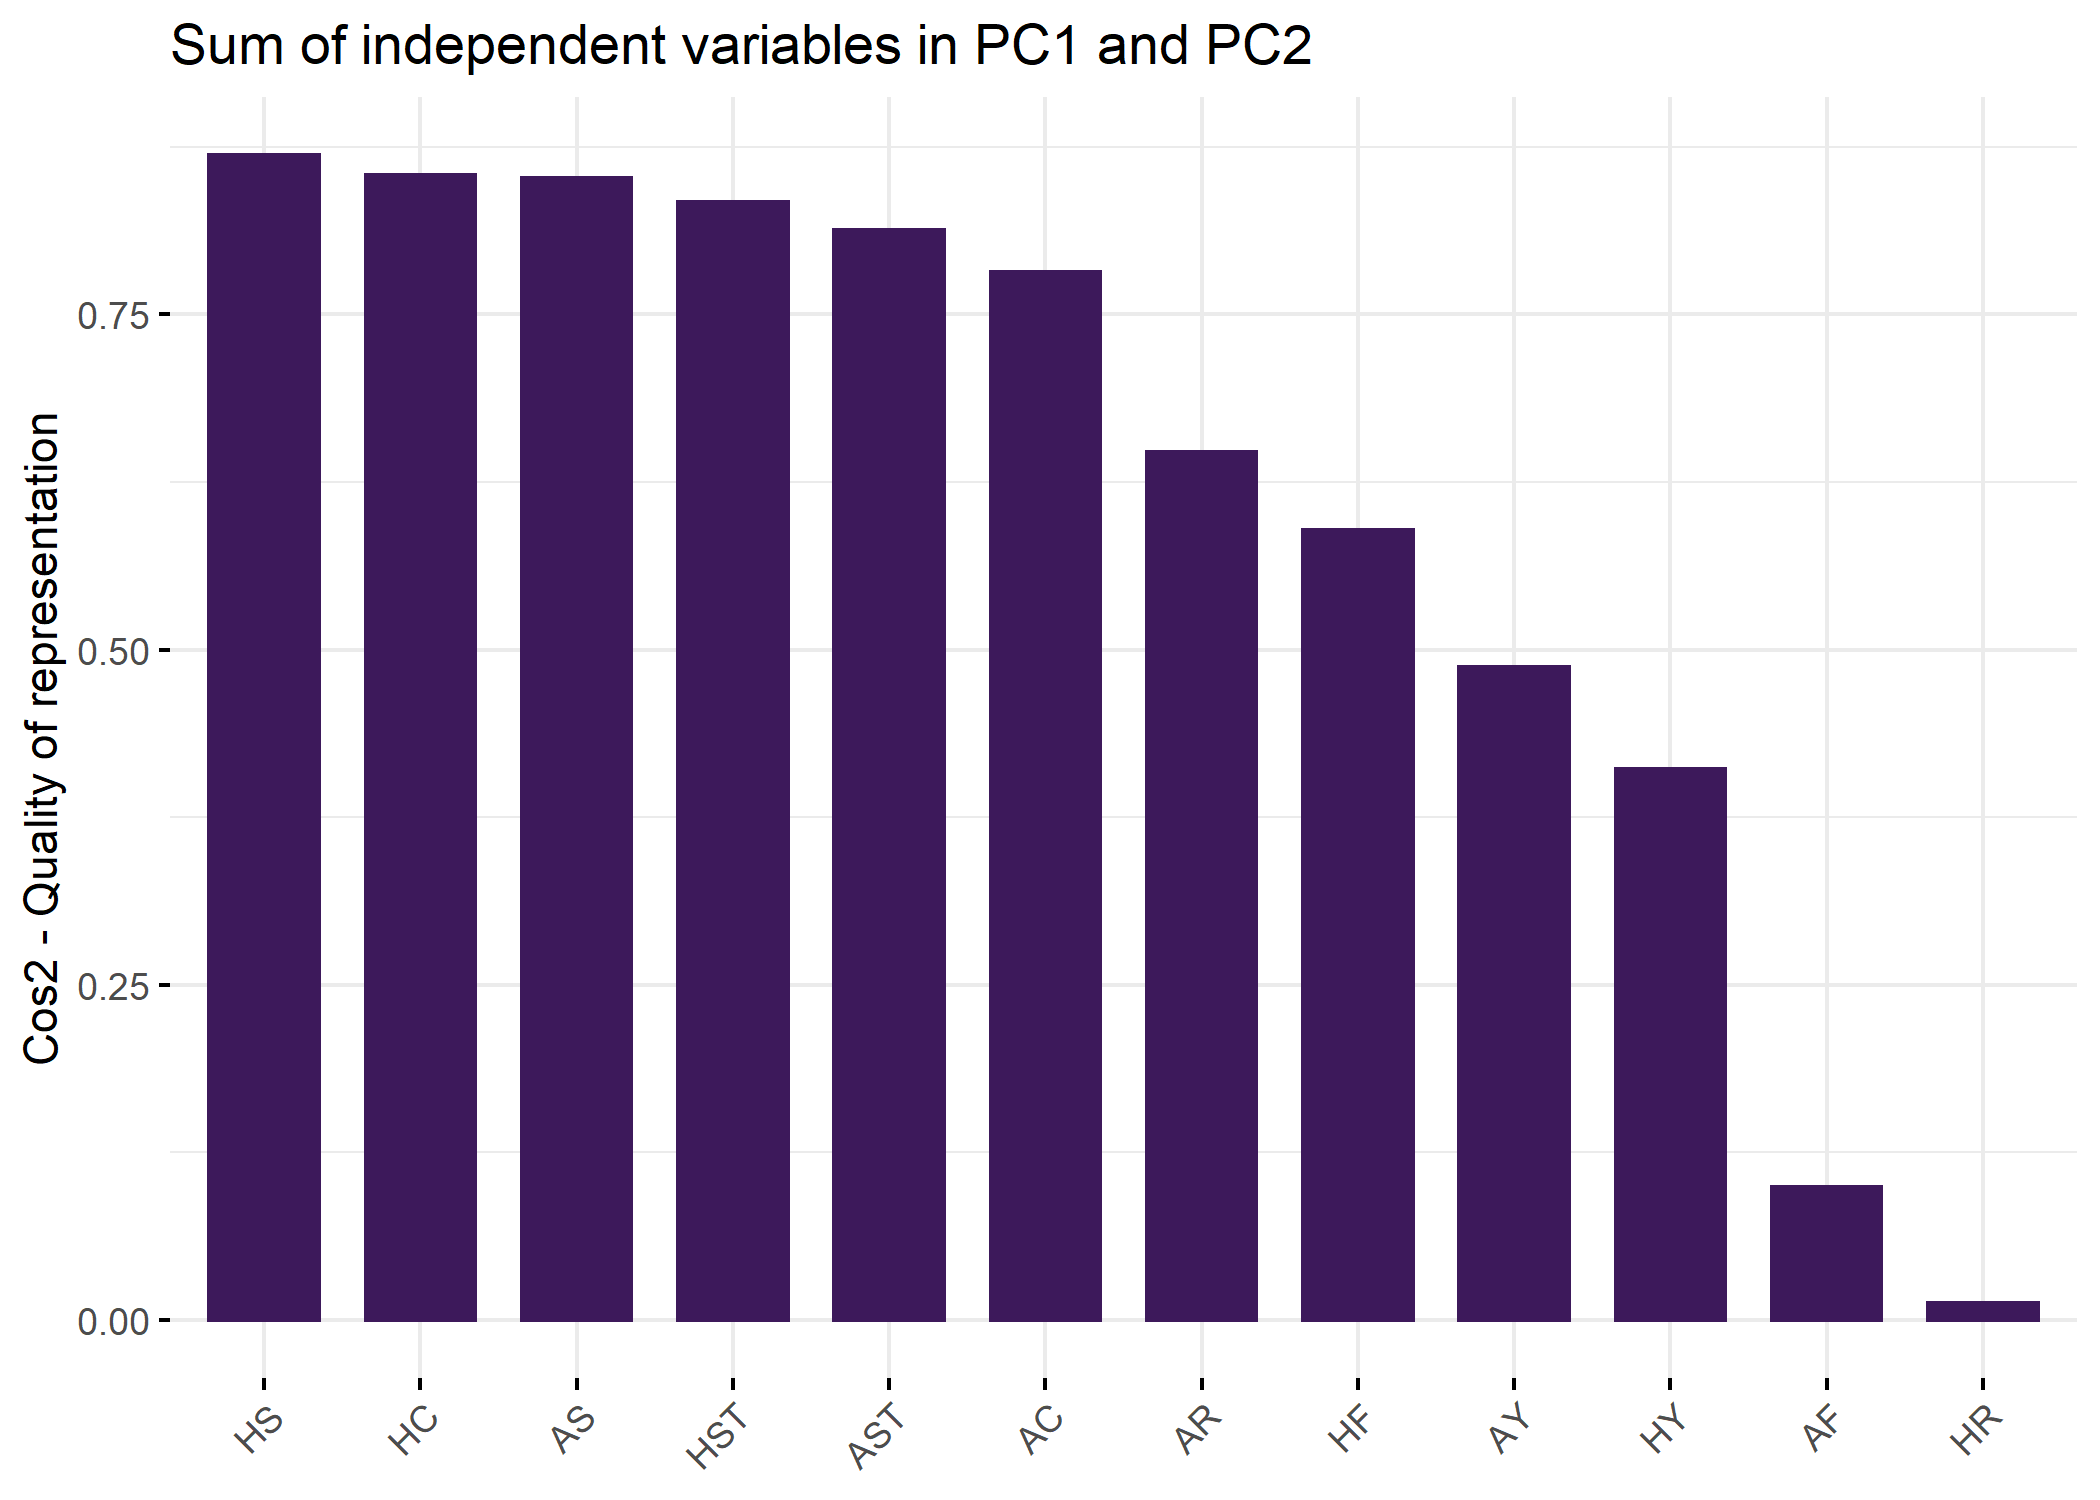 Sum of independent variables in PC1 and PC2
Cos2 - Quality of representation
0.75
0.50
0.25
0.00
HS
HC
AS
HST
AST
AC
AR
HF
AY
HY
AF
HR